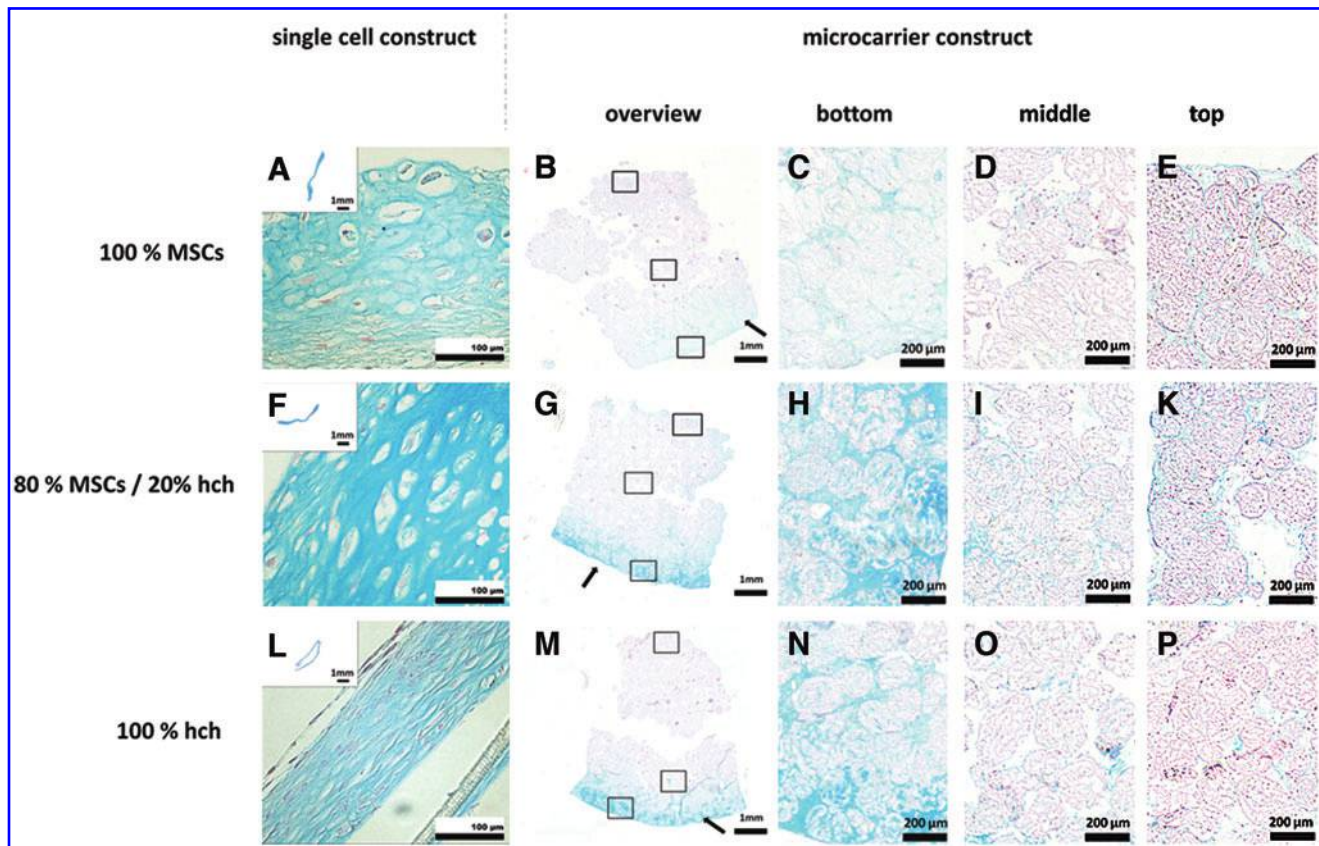 single cell construct
microcarrier construct
overview
bottom
middle
top
100 % MSCs
A
1mm
100 µm
B
1mm
C
200 µm
D
200 µm
E
200 µm
80 % MSCs / 20% hch
F
1mm
100 µm
G
1mm
H
200 µm
I
200 µm
K
200 µm
100 % hch
L
1mm
100 µm
M
1mm
N
200 µm
O
200 µm
P
200 µm